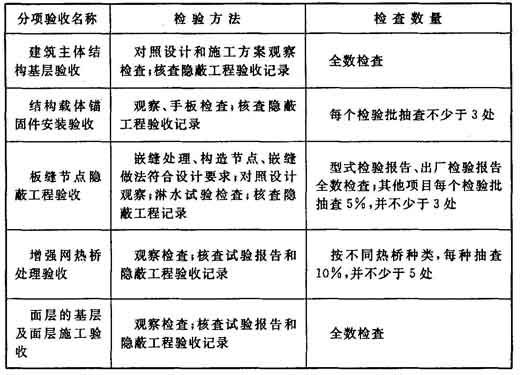 分项验收名称
检验方法
检查数量
建筑主体结
构基层验收
对照设计和施工方案观察
检查;核查隐蔽工程验收记录
全数检查
结构载体锚
固件安装验收
观察、手板检查;核查隐蔽
工程验收记录
每个检验批抽查不少于3处
板缝节点隐
蔽工程验收
嵌缝处理、构造节点、嵌缝
做法符合设计要求;对照设计
观察;淋水试验检查;核查隐
蔽工程记录
型式检验报告、出厂检验报告
全数检查;其他项目每个检验批
抽查5%,并不少于3处
增强网热桥
处理验收
观察检查;核查试验报告和
隐蔽工程验收记录
按不同热桥种类,每种抽查
10%,并不少于5处
面层的基层
及面层施工验
收
观察检查;核查试验报告和
隐蔽工程验收记录
全数检查